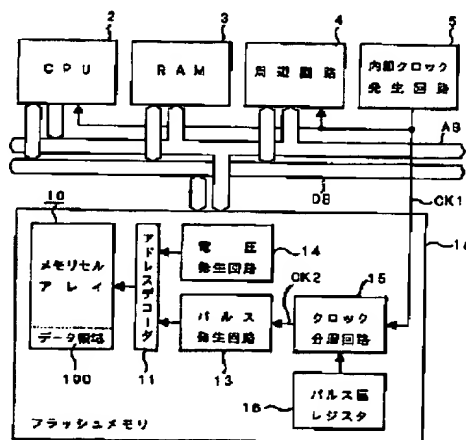 2
3
4
5
CPU
RAM
周辺回路
内部クロック
発生回路
AB
DB
CK1
10
メモリセル
アレイ
データ領域
100
アドレスデコーダ
11
電圧
発生回路
14
パルス
発生回路
13
CK2
15
クロック
分周回路
パルス幅
レジスタ
16
フラッシュメモリ